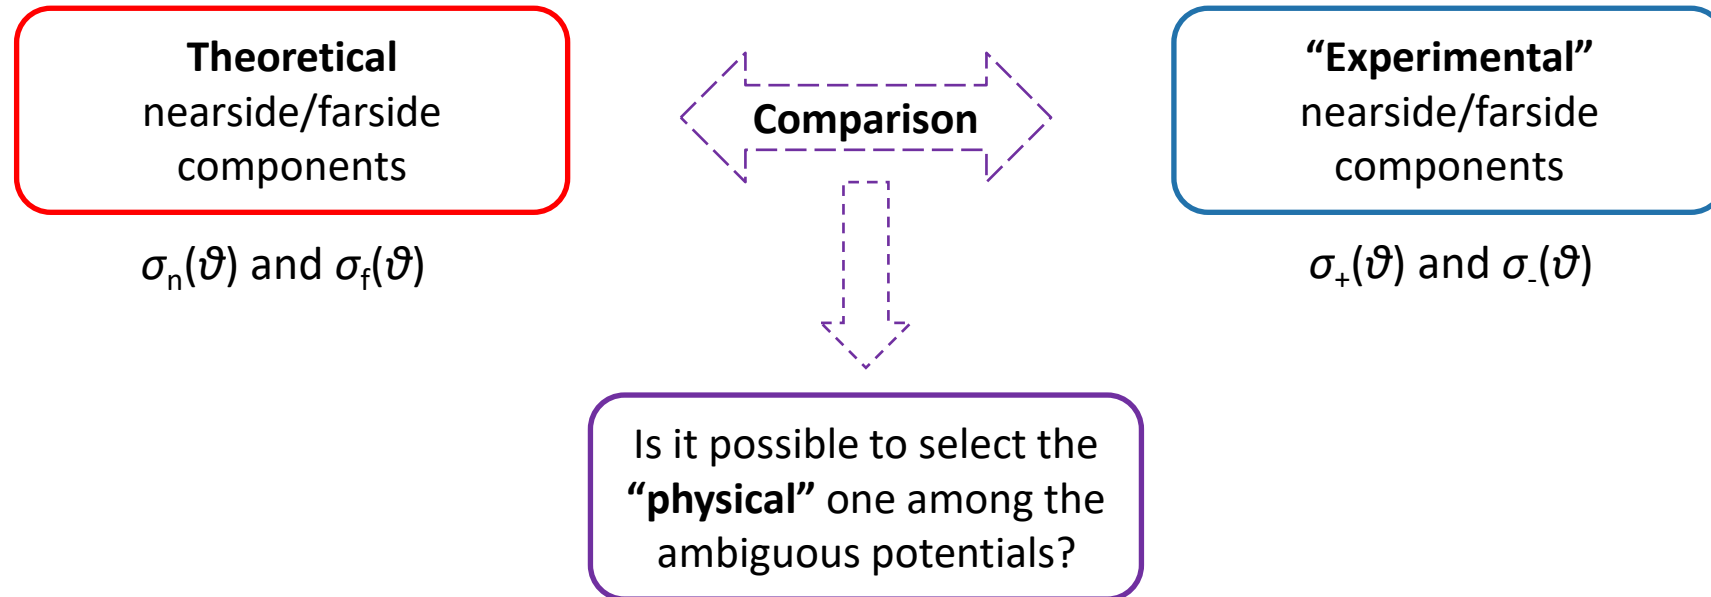 Theoretical
nearside/farside
components
σn(ϑ) and σf(ϑ)
Comparison
“Experimental”
nearside/farside
components
σ+(ϑ) and σ-(ϑ)
Is it possible to select the
“physical” one among the
ambiguous potentials?